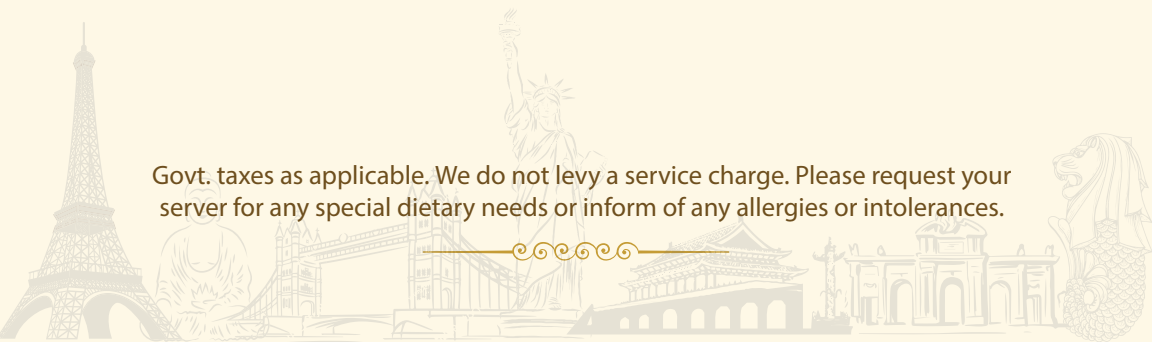 Govt. taxes as applicable. We do not levy a service charge. Please request your
server for any special dietary needs or inform of any allergies or intolerances.